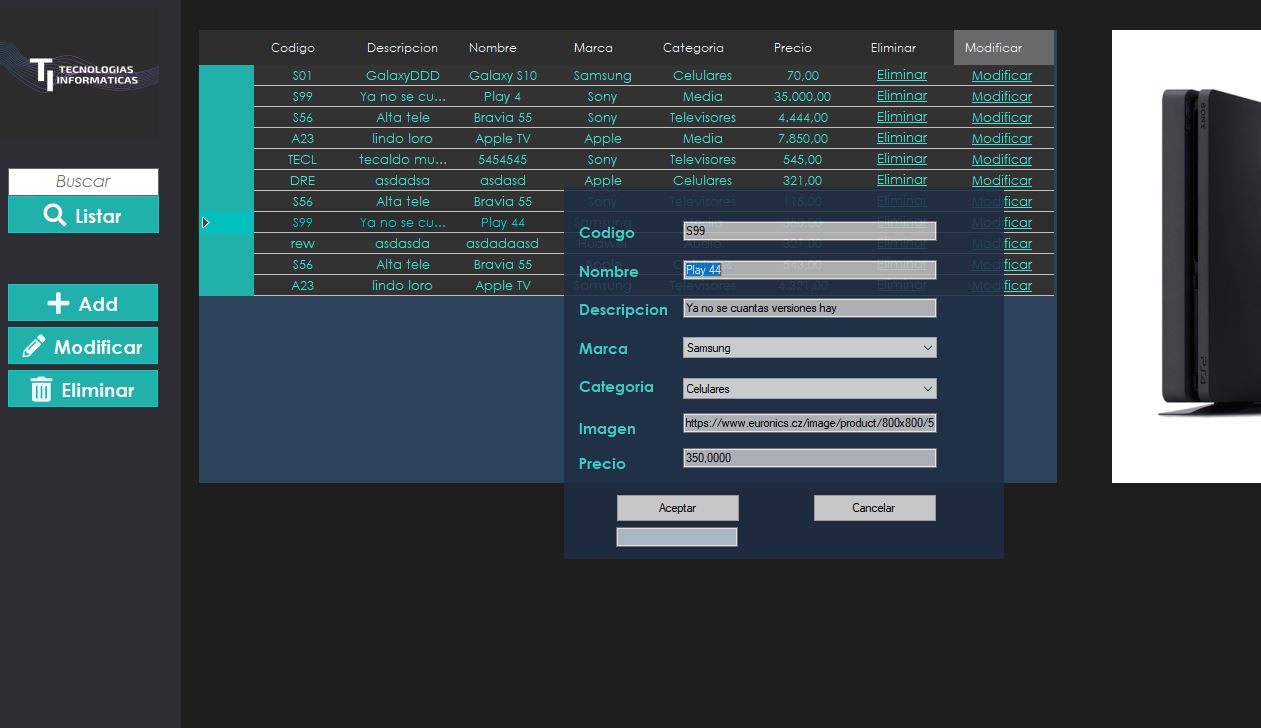 TI TECNOLOGIAS INFORMATICAS
Buscar
Listar
Add
Modificar
Eliminar
Codigo Descripcion Nombre Marca Categoria Precio Eliminar Modificar
S01 GalaxyDDD Galaxy S10 Samsung Celulares 70,00 Eliminar Modificar
S99 Ya no se cu... Play 4 Sony Media 35.000,00 Eliminar Modificar
S56 Alta tele Bravia 55 Sony Televisores 4.444,00 Eliminar Modificar
A23 lindo loro Apple TV Apple Media 7.850,00 Eliminar Modificar
TECL tecaldo mu... 5454545 Sony Televisores 545,00 Eliminar Modificar
DRE asdadsa asdasd Apple Celulares 321,00 Eliminar Modificar
S56 Alta tele Bravia 55 Sony Televisores 115,00 Eliminar Modificar
S99 Ya no se cu... Play 44 Samsung Media 350,00 Eliminar Modificar
rew asdasda asdadaasd Huawei Audio 321,00 Eliminar Modificar
S56 Alta tele Bravia 55 543,00 Eliminar Modificar
A23 lindo loro Apple TV Samsung Televisores 4.321,00 Eliminar Modificar
Codigo S99
Nombre Play 44
Descripcion Ya no se cuantas versiones hay
Marca Samsung
Categoria Celulares
Imagen https://www.euronics.cz/image/product/800x800/5
Precio 350,0000
Aceptar Cancelar
SONY
PS4